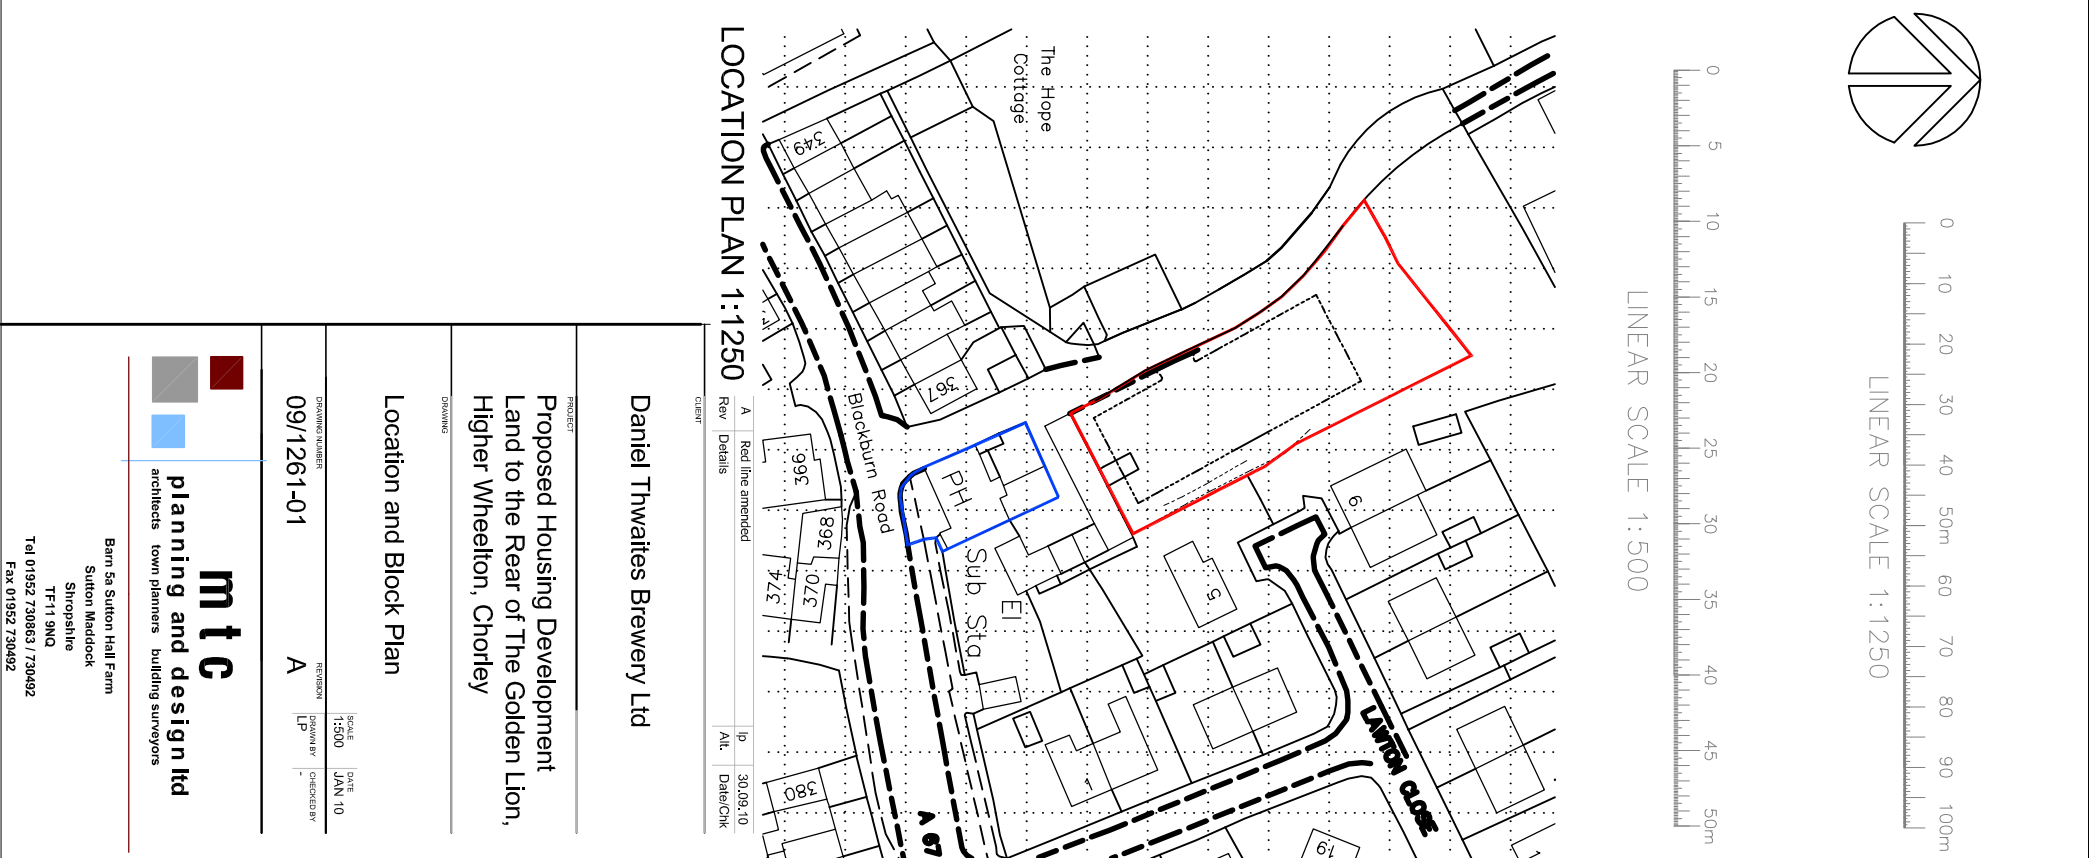 0 5 10 15 20 25 30 35 40 45 50m
LINEAR SCALE 1:500
0 10 20 30 40 50m 60 70 80 90 100m
LINEAR SCALE 1:1250
The Hope
Cottage
349
367
PH
El
Sub Sta
Blackburn Road
366
368
370
374
380
5
9
1
19
LAWTON CLOSE
A 67
LOCATION PLAN 1:1250
A Red line amended lp 30.09.10
Rev Details Alt. Date/Chk
CLIENT
Daniel Thwaites Brewery Ltd
PROJECT
Proposed Housing Development
Land to the Rear of The Golden Lion,
Higher Wheelton, Chorley
DRAWING
Location and Block Plan
SCALE
1:500
DATE
JAN 10
DRAWING NUMBER
09/1261-01
REVISION
A
DRAWN BY
LP
CHECKED BY
-
mtc
planning and design ltd
architects town planners building surveyors
Barn 5a Sutton Hall Farm
Sutton Maddock
Shropshire
TF11 9NQ
Tel 01952 730863 / 730492
Fax 01952 730492